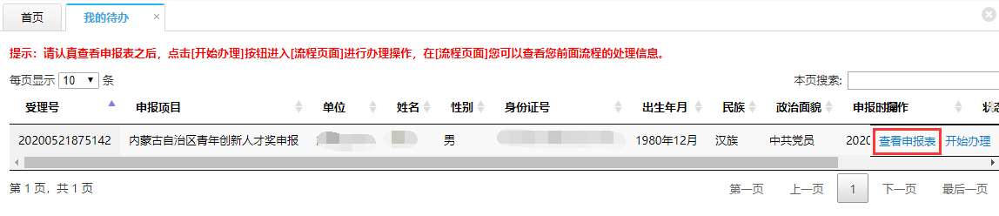 首页 我的待办 ×
提示：请认真查看申报表之后，点击[开始办理]按钮进入[流程页面]进行办理操作，在[流程页面]您可以查看您前面流程的处理信息。
每页显示 10 条 本页搜索:
受理号 申报项目 单位 姓名 性别 身份证号 出生年月 民族 政治面貌 申报时 操作
20200521875142 内蒙古自治区青年创新人才奖申报 男 1980年12月 汉族 中共党员 2020 查看申报表 开始办理
第 1 页，共 1 页 第一页 上一页 1 下一页 最后一页